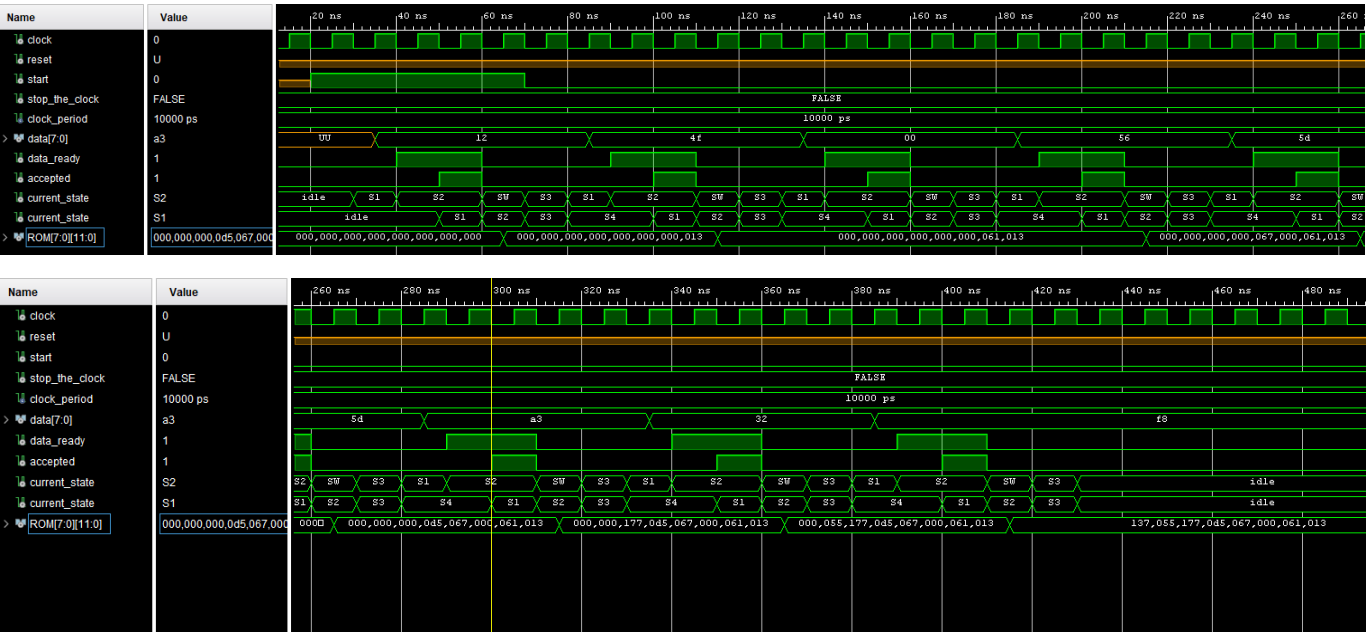 Name Value 20 ns 40 ns 60 ns 80 ns 100 ns 120 ns 140 ns 160 ns 180 ns 200 ns 220 ns 240 ns 260
clock 0
reset U
start 0
stop_the_clock FALSE FALSE
clock_period 10000 ps 10000 ps
data[7:0] a3 UU 12 4f 00 56 5d
data_ready 1
accepted 1
current_state S2 idle S1 S2 SW S3 S1 S2 SW S3 S1 S2 SW S3 S1 S2 SW S3 S1 S2 SW
current_state S1 idle S1 S2 S3 S4 S1 S2 S3 S4 S1 S2 S3 S4 S1 S2 S3 S4 S1 S2
ROM[7:0][11:0] 000,000,000,0d5,067,000 000,000,000,000,000,000,000,000 000,000,000,000,000,000,000,013 000,000,000,000,000,000,061,013 000,000,000,000,067,000,061,013
Name Value 260 ns 280 ns 300 ns 320 ns 340 ns 360 ns 380 ns 400 ns 420 ns 440 ns 460 ns 480 ns
clock 0
reset U
start 0
stop_the_clock FALSE FALSE
clock_period 10000 ps 10000 ps
data[7:0] a3 5d a3 32 f8
data_ready 1
accepted 1
current_state S2 S2 SW S3 S1 S2 SW S3 S1 S2 SW S3 S1 S2 SW S3 idle
current_state S1 S1 S2 S3 S4 S1 S2 S3 S4 S1 S2 S3 S4 S1 S2 S3 idle
ROM[7:0][11:0] 000,000,000,0d5,067,000 000 000,000,000,0d5,067,000,061,013 000,000,177,0d5,067,000,061,013 000,055,177,0d5,067,000,061,013 137,055,177,0d5,067,000,061,013